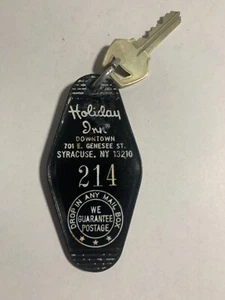 Holiday
Inn®
DOWNTOWN
701 E. GENESEE ST.
SYRACUSE, NY 13210
214
DROP IN ANY MAIL BOX
WE
GUARANTEE
POSTAGE